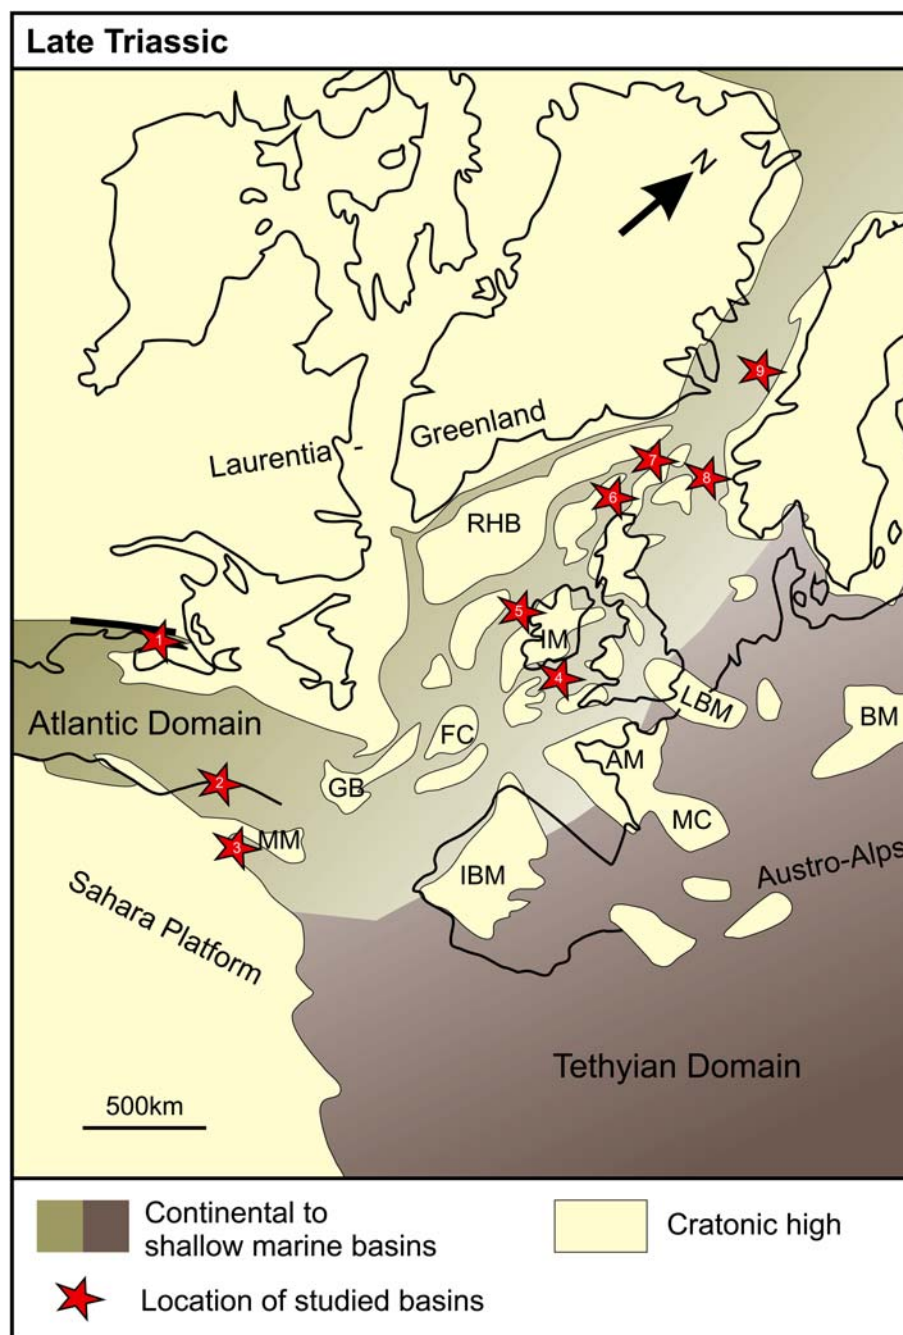 Late Triassic
N
9
Greenland
Laurentia -
7
8
6
RHB
5
1
IM
4
LBM
Atlantic Domain
FC
BM
AM
2
GB
MC
MM
3
IBM
Austro-Alps
Sahara Platform
Tethyian Domain
500km
Continental to
shallow marine basins
Cratonic high
Location of studied basins